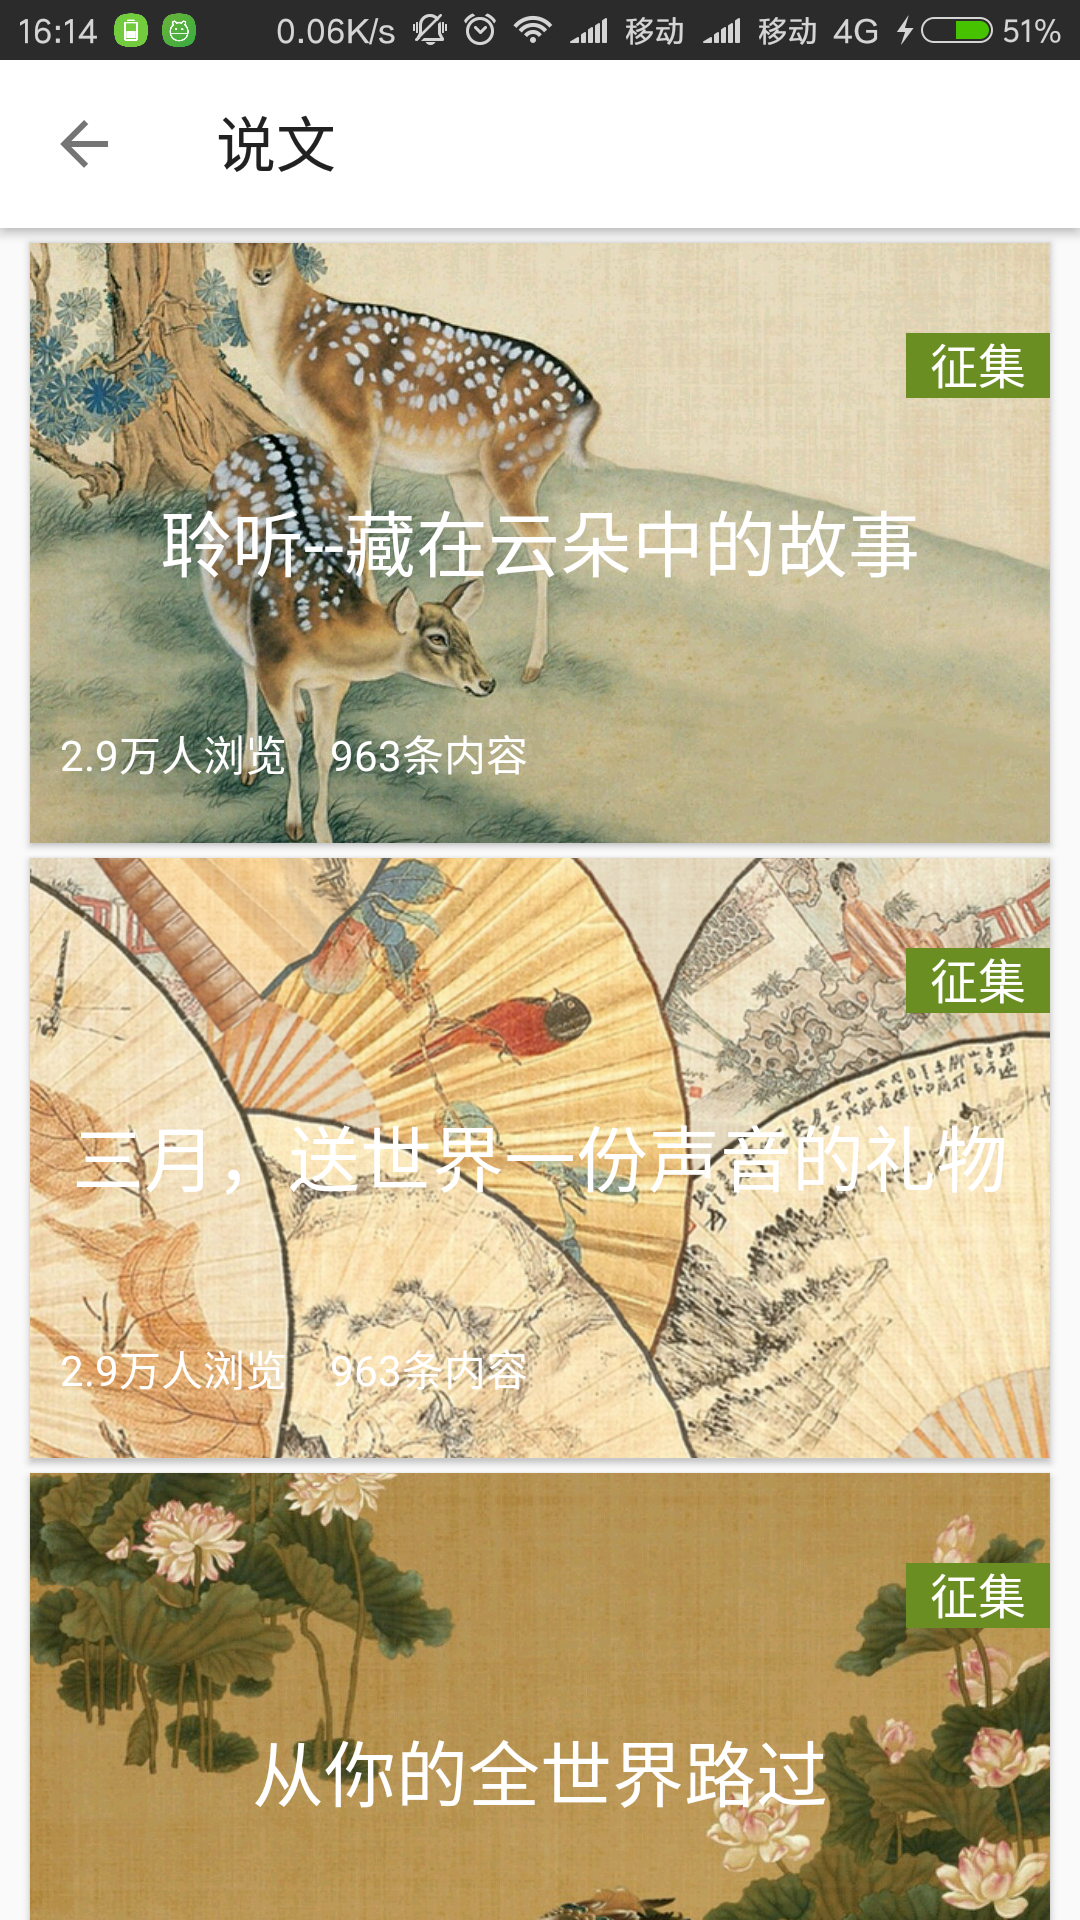 16:14 0.06K/s 移动 移动 4G 51%
说文
征集
聆听--藏在云朵中的故事
2.9万人浏览 963条内容
征集
三月，送世界一份声音的礼物
2.9万人浏览 963条内容
征集
从你的全世界路过